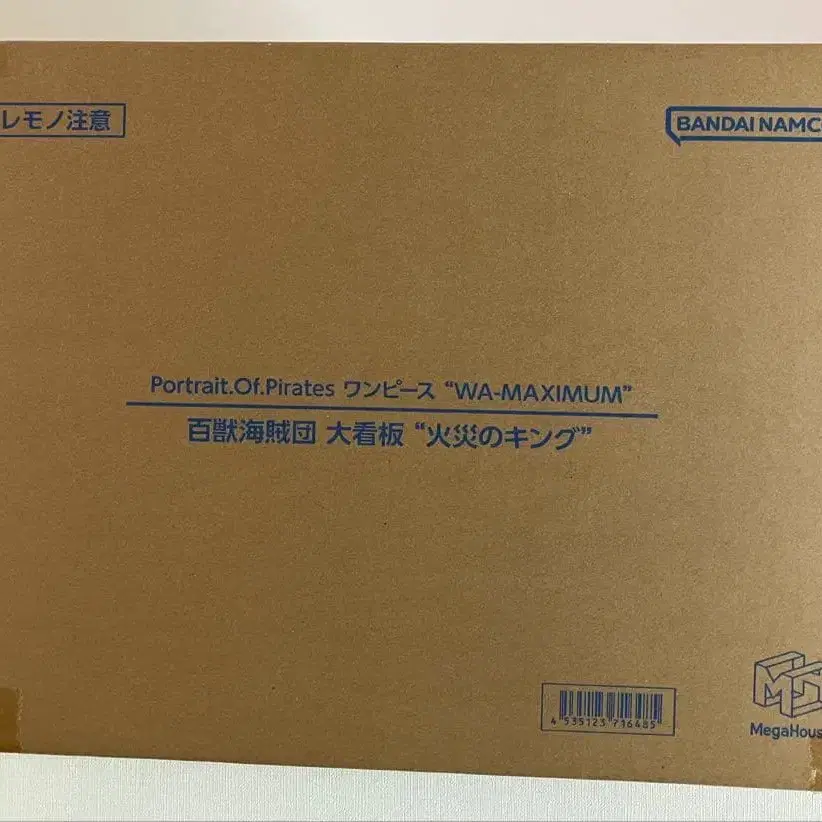 レモノ注意
BANDAI NAMC
Portrait.Of.Pirates ワンピース “WA-MAXIMUM”
百獣海賊団 大看板 “火災のキング”
4 535123 716485
MegaHous